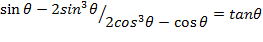 sin θ − 2sin³θ/2cos³θ − cos θ = tanθ